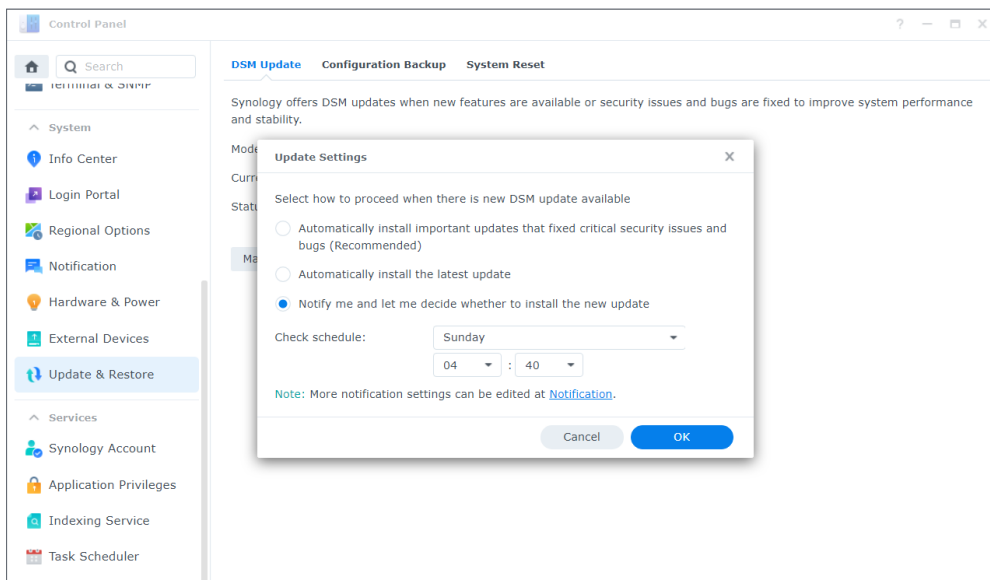 Control Panel
Search
Terminal & SNMP
System
Info Center
Login Portal
Regional Options
Notification
Hardware & Power
External Devices
Update & Restore
Services
Synology Account
Application Privileges
Indexing Service
Task Scheduler
DSM Update Configuration Backup System Reset
Synology offers DSM updates when new features are available or security issues and bugs are fixed to improve system performance
and stability.
Update Settings
Select how to proceed when there is new DSM update available
Automatically install important updates that fixed critical security issues and
bugs (Recommended)
Automatically install the latest update
Notify me and let me decide whether to install the new update
Check schedule: Sunday
04 : 40
Note: More notification settings can be edited at Notification.
Cancel OK